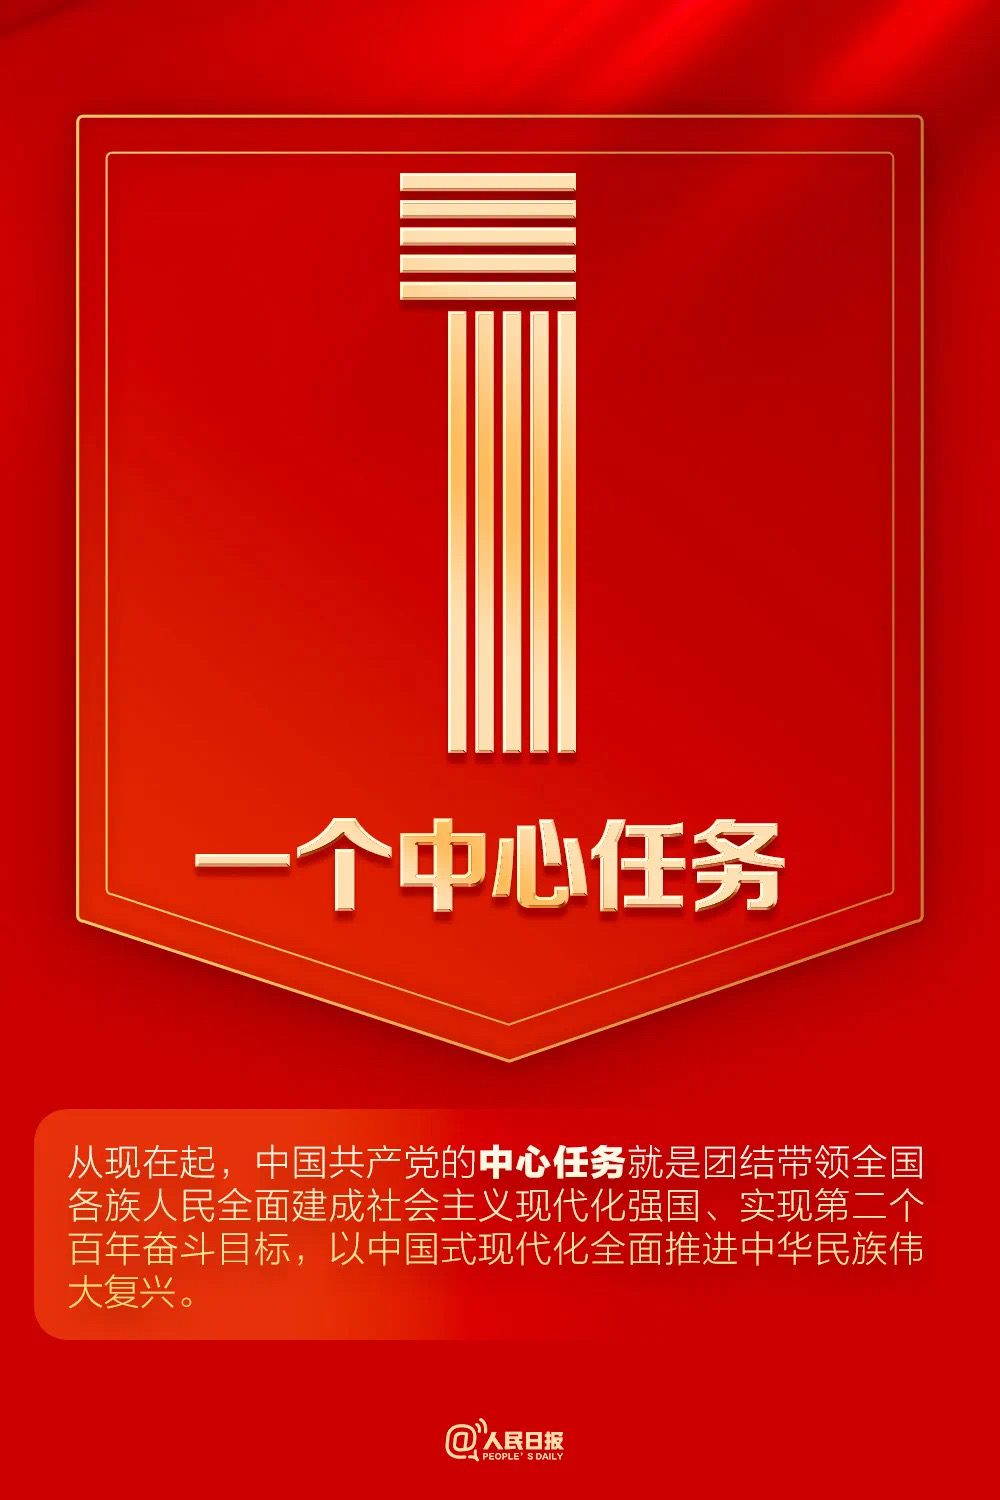 1
一个中心任务
从现在起，中国共产党的中心任务就是团结带领全国
各族人民全面建成社会主义现代化强国、实现第二个
百年奋斗目标，以中国式现代化全面推进中华民族伟
大复兴。
@人民日报
PEOPLE'S DAILY